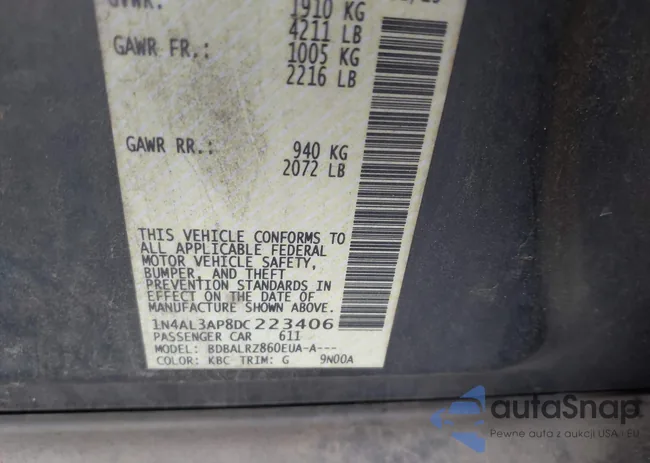 GVWR:
1910 KG
4211 LB
GAWR FR.: 1005 KG
2216 LB
GAWR RR.: 940 KG
2072 LB
THIS VEHICLE CONFORMS TO
ALL APPLICABLE FEDERAL
MOTOR VEHICLE SAFETY,
BUMPER, AND THEFT
PREVENTION STANDARDS
IN EFFECT ON THE DATE OF
MANUFACTURE SHOWN ABOVE.
1N4AL3AP8DC223406
PASSENGER CAR 611
MODEL: BDBALRZ860EUA-A---
COLOR: KBC TRIM: G 9N00A
autaSnap
Pewne auta z aukcji USA i EU